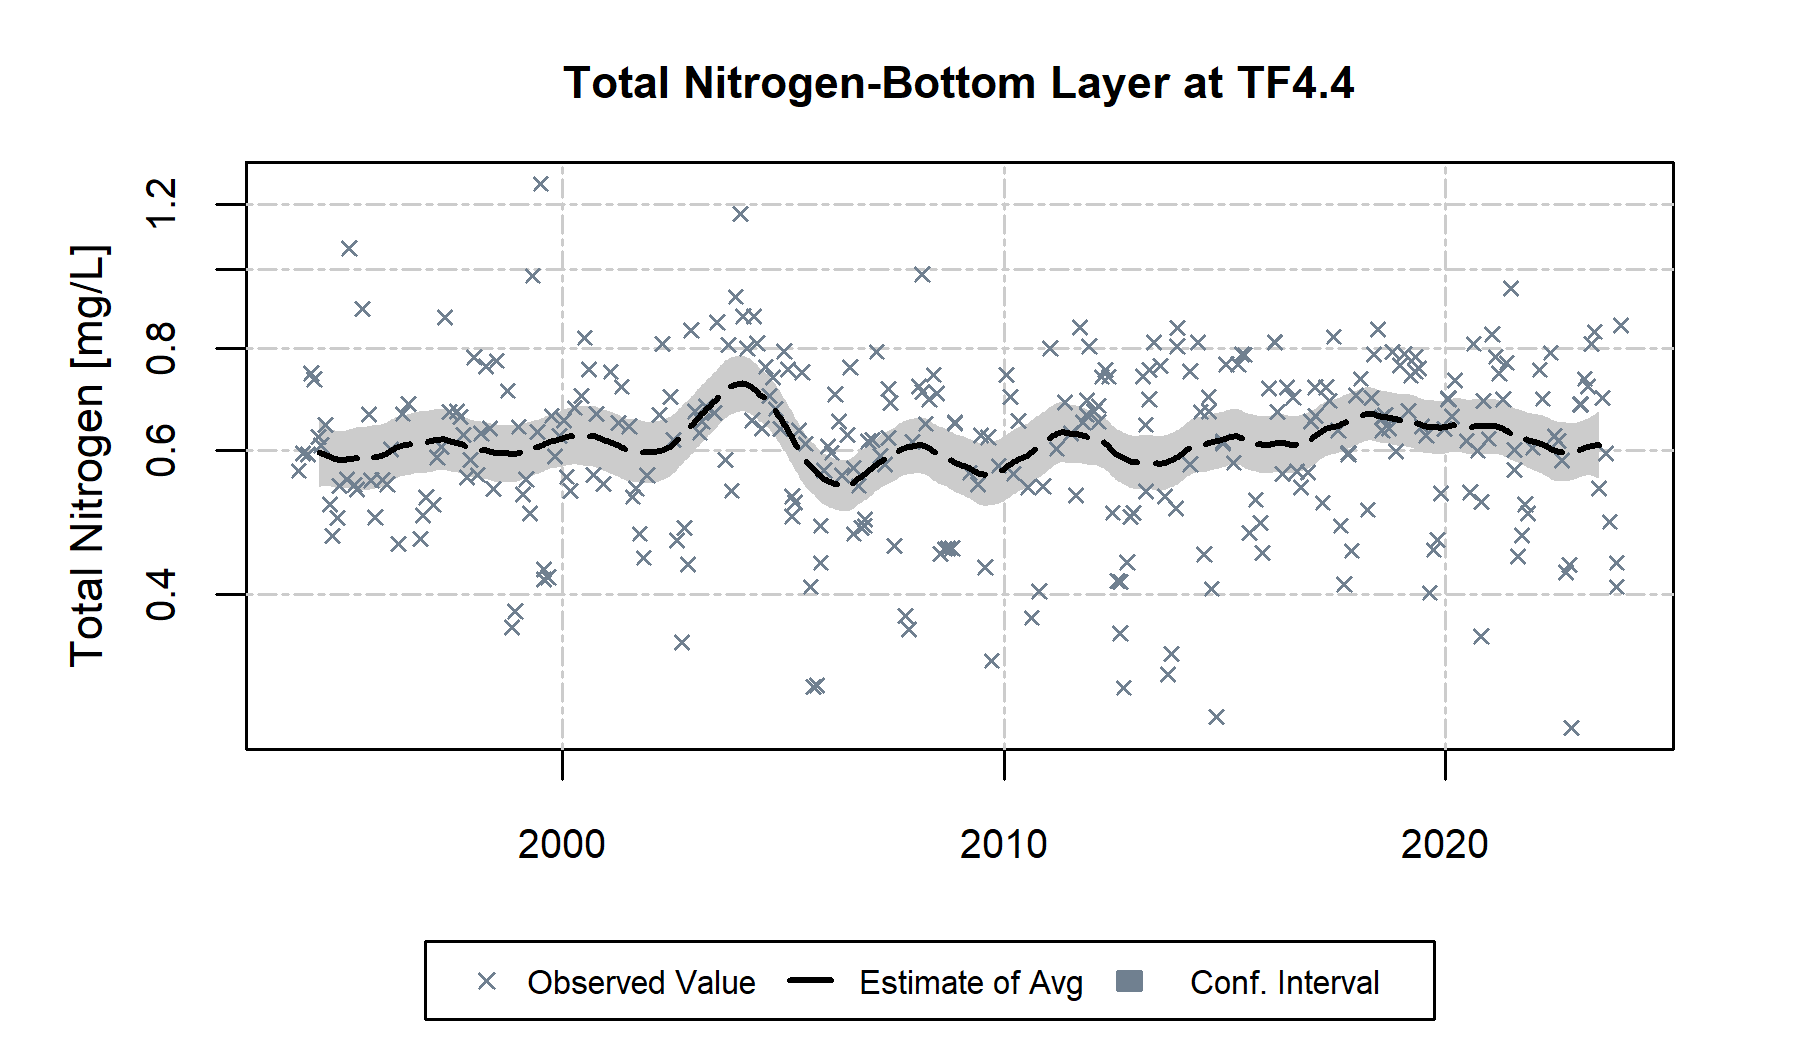 Total Nitrogen-Bottom Layer at TF4.4
Total Nitrogen [mg/L]
1.2
0.8
0.6
0.4
2000 2010 2020
Observed Value Estimate of Avg Conf. Interval